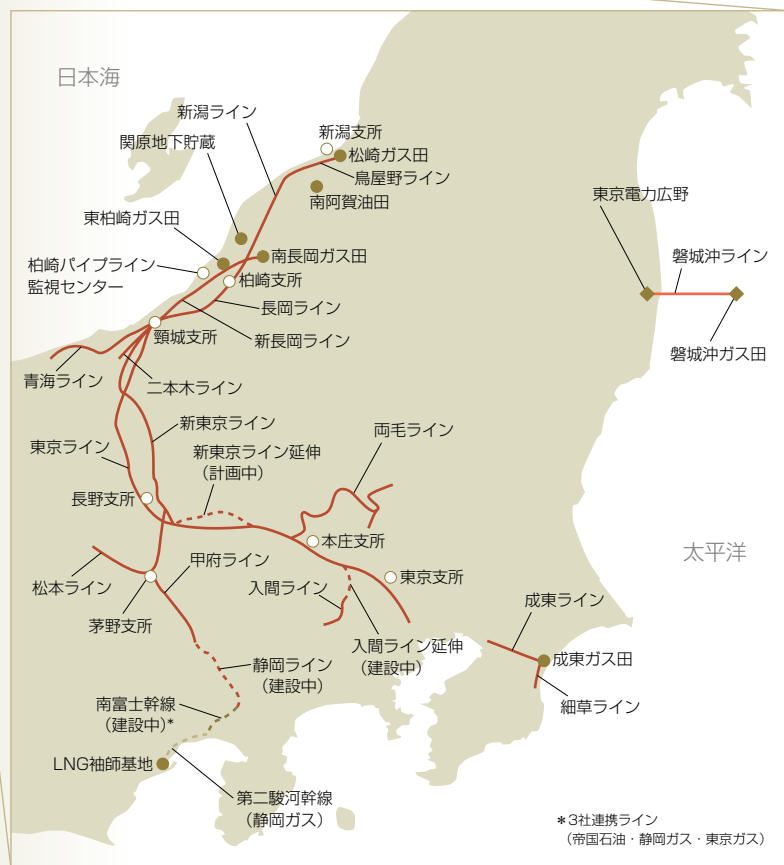 日本海
新潟ライン
新潟支所
関原地下貯蔵
松崎ガス田
鳥屋野ライン
南阿賀油田
東京電力広野
東柏崎ガス田
南長岡ガス田
磐城沖ライン
柏崎パイプライン
監視センター
柏崎支所
長岡ライン
頸城支所
新長岡ライン
磐城沖ガス田
青海ライン
二本木ライン
新東京ライン
両毛ライン
東京ライン
新東京ライン延伸
（計画中）
長野支所
本庄支所
太平洋
甲府ライン
松本ライン
入間ライン
東京支所
成東ライン
茅野支所
入間ライン延伸
（建設中）
成東ガス田
静岡ライン
（建設中）
細草ライン
南富士幹線
（建設中）*
LNG袖師基地
第二駿河幹線
（静岡ガス）
＊3社連携ライン
（帝国石油・静岡ガス・東京ガス）